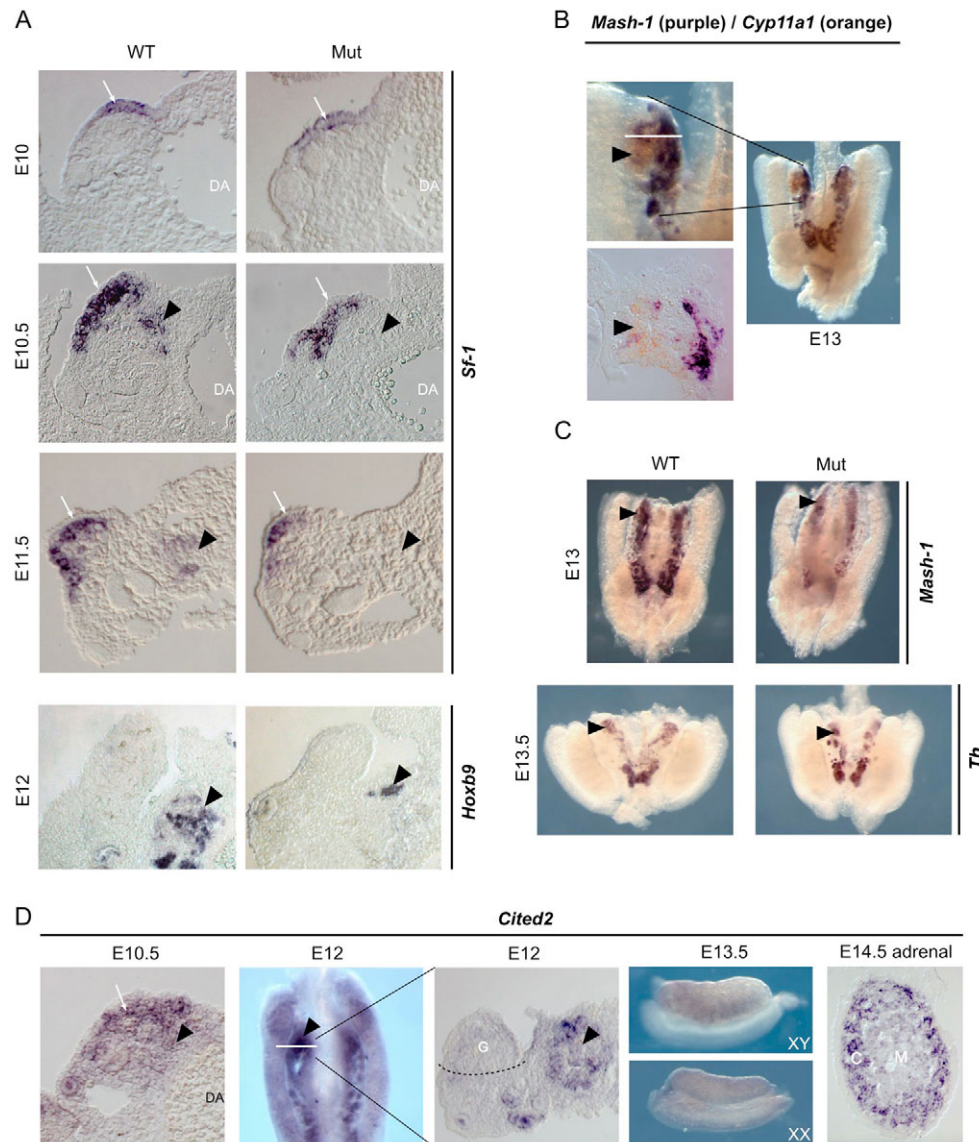 A
WT
Mut
E10
DA
DA
E10.5
DA
DA
Sf-1
E11.5
E12
Hoxb9
B
Mash-1 (purple) / Cyp11a1 (orange)
E13
C
WT
Mut
E13
Mash-1
E13.5
Th
D
Cited2
E10.5
E12
E12
E13.5
E14.5 adrenal
DA
G
XY
XX
C
M